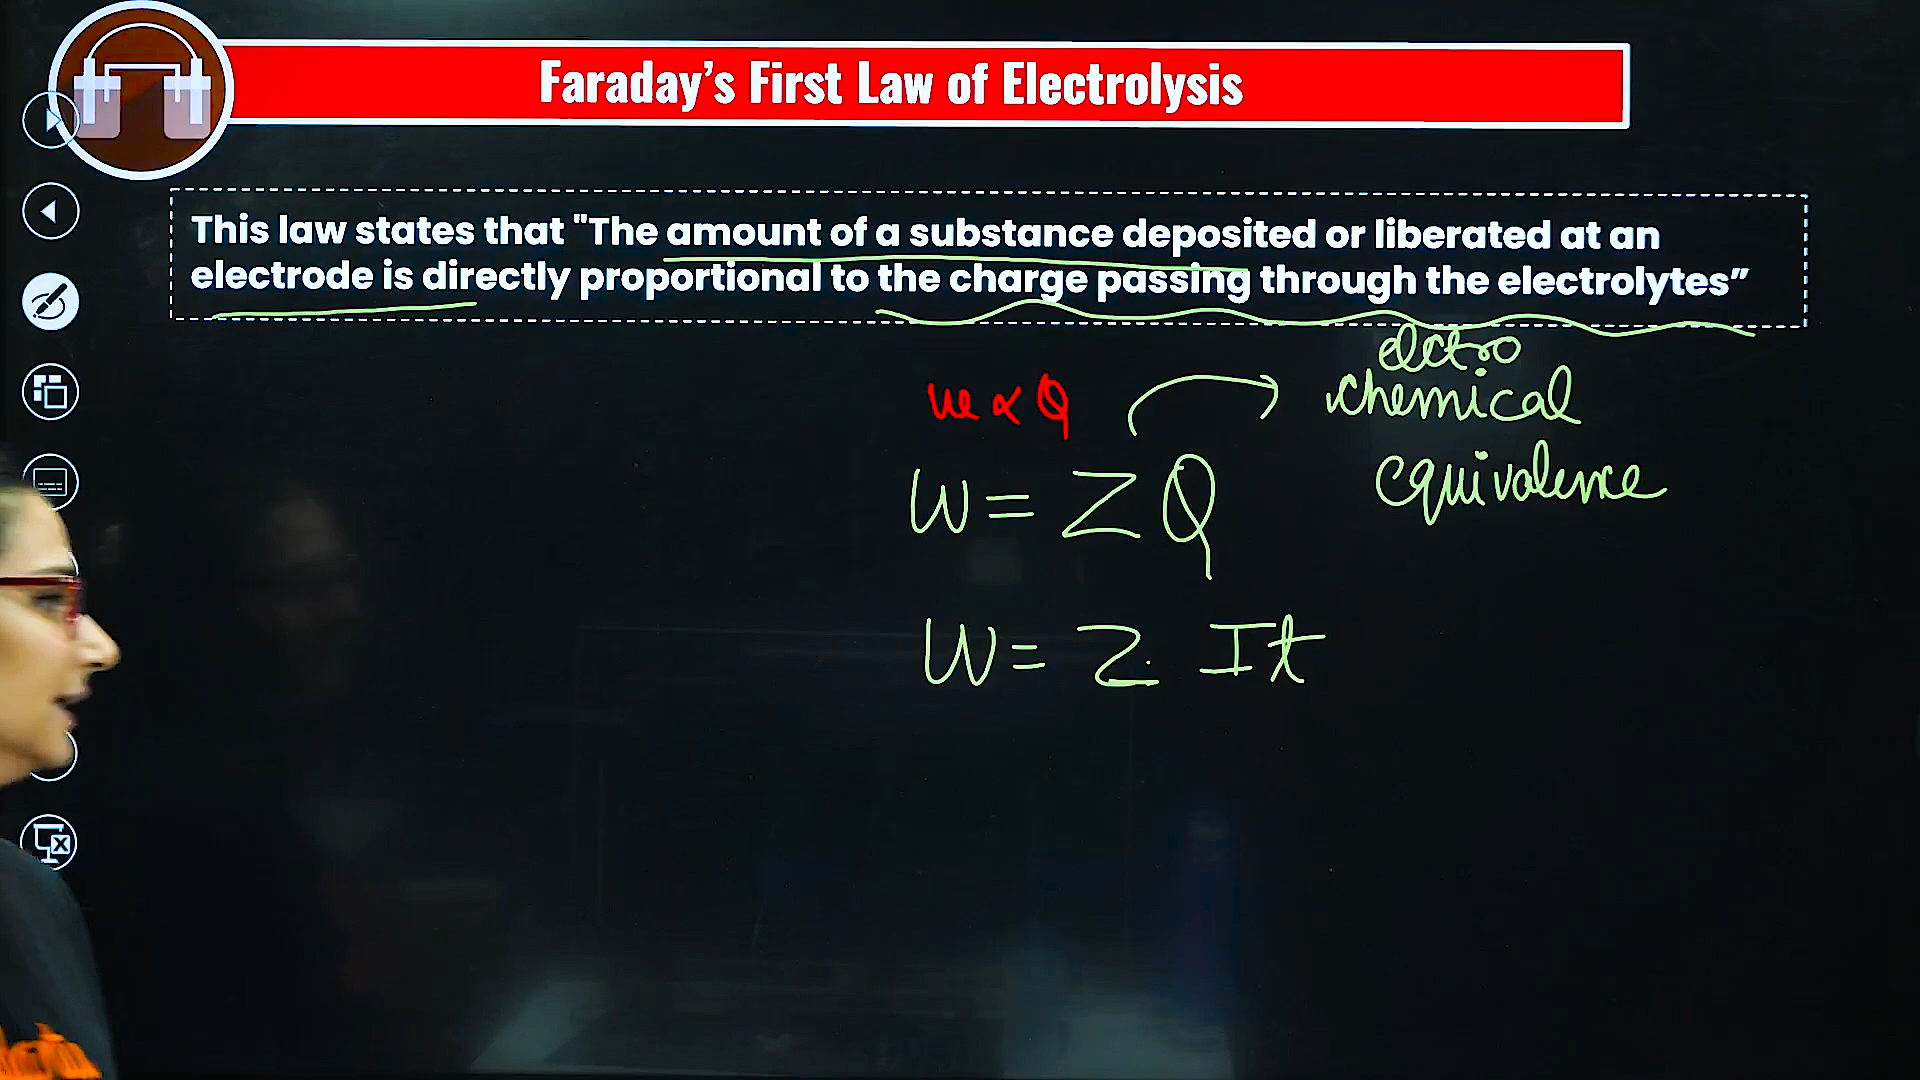 Faraday's First Law of Electrolysis
This law states that "The amount of a substance deposited or liberated at an
electrode is directly proportional to the charge passing through the electrolytes”
electro
w ∝ Q
chemical
equivalence
W = Z Q
W = Z It